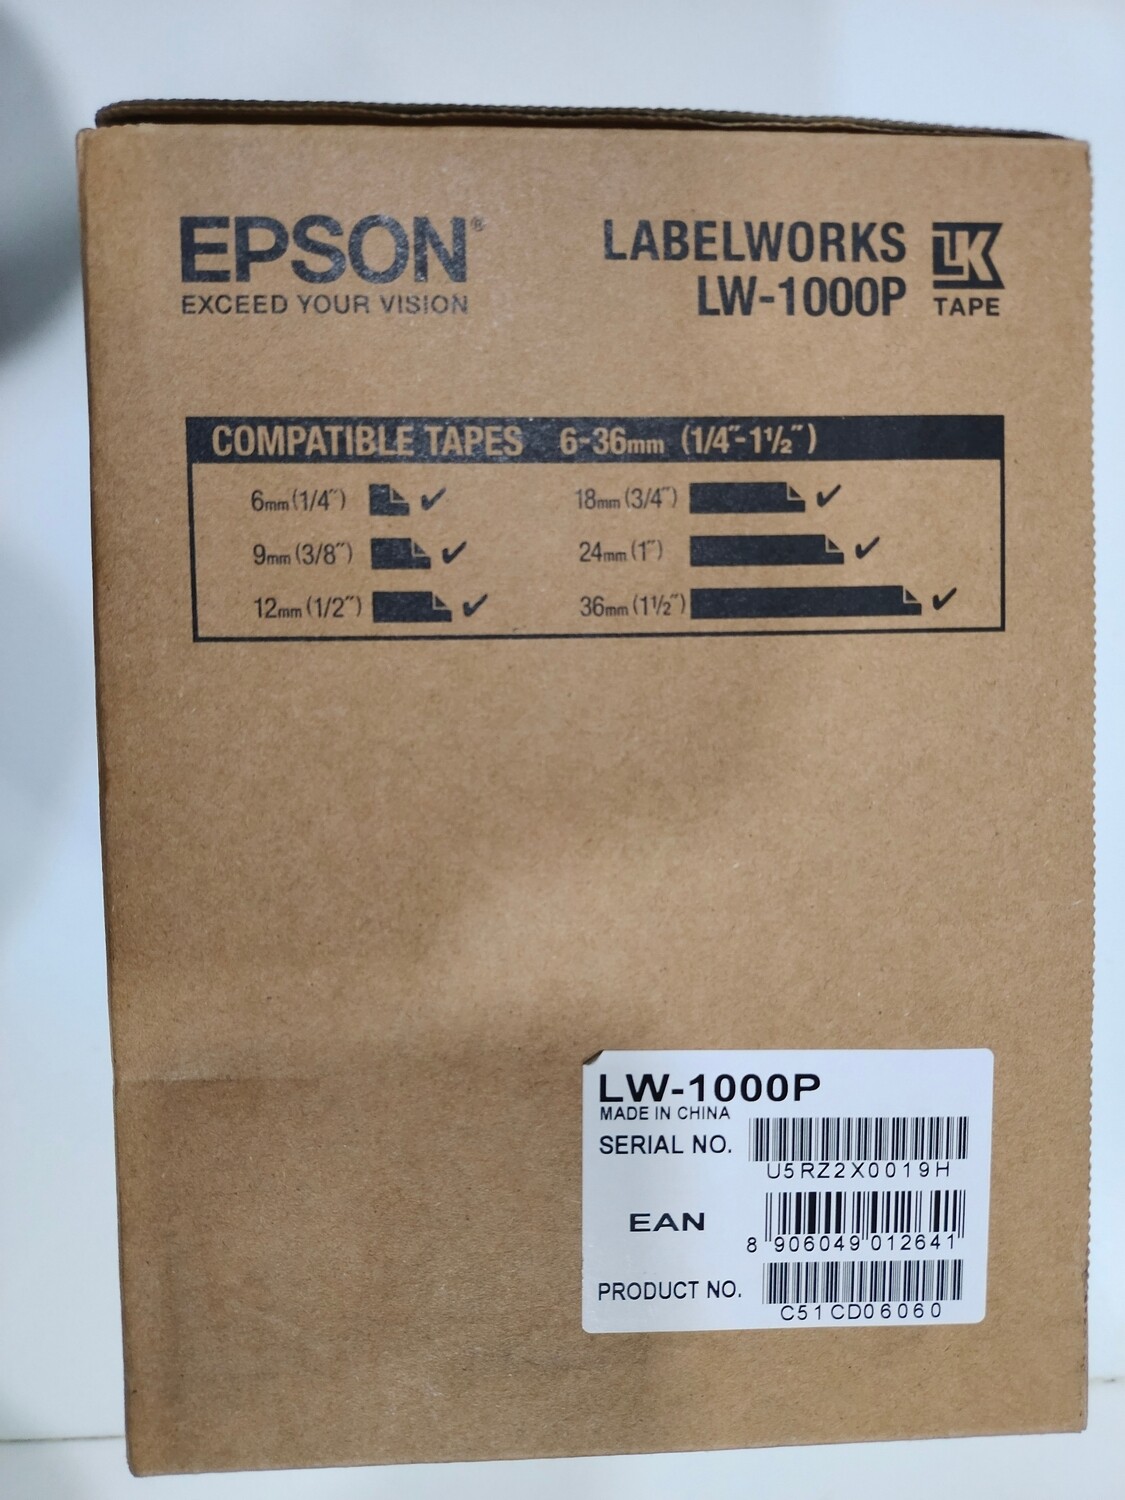 EPSON®
EXCEED YOUR VISION
LABELWORKS
LW-1000P
LK
TAPE
COMPATIBLE TAPES 6-36mm (1/4″-1½″)
6mm (1/4″) ✔
9mm (3/8″) ✔
12mm (1/2″) ✔
18mm (3/4″) ✔
24mm (1″) ✔
36mm (1½″) ✔
LW-1000P
MADE IN CHINA
SERIAL NO.
U5RZ2X0019H
EAN
8 906049 012641
PRODUCT NO.
C51CD06060